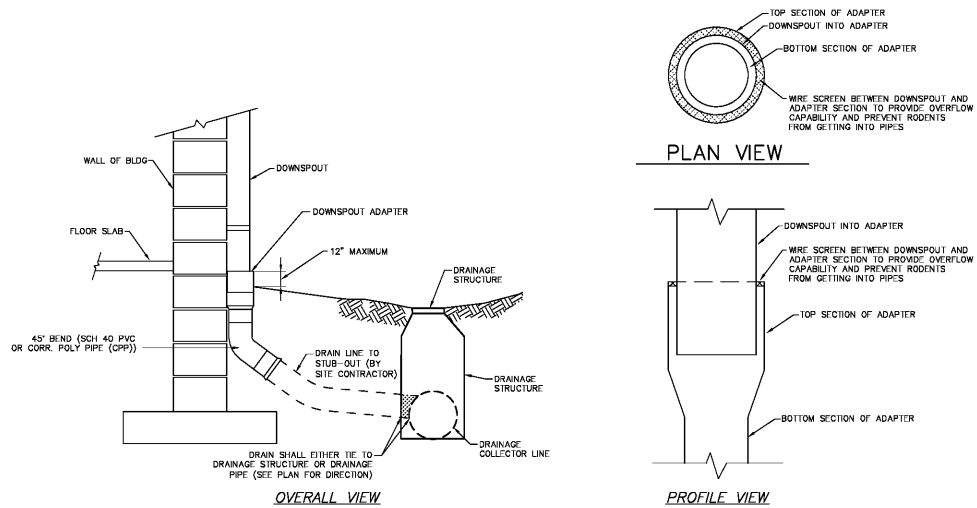 TOP SECTION OF ADAPTER
DOWNSPOUT INTO ADAPTER
BOTTOM SECTION OF ADAPTER
WIRE SCREEN BETWEEN DOWNSPOUT AND
ADAPTER SECTION TO PROVIDE OVERFLOW
CAPABILITY AND PREVENT RODENTS
FROM GETTING INTO PIPES
PLAN VIEW
WALL OF BLDG
DOWNSPOUT
DOWNSPOUT ADAPTER
FLOOR SLAB
12" MAXIMUM
DRAINAGE
STRUCTURE
45° BEND (SCH 40 PVC
OR CORR. POLY PIPE (CPP))
DRAIN LINE TO
STUB-OUT (BY
SITE CONTRACTOR)
DRAINAGE
STRUCTURE
DRAINAGE
COLLECTOR LINE
DRAIN SHALL EITHER TIE TO
DRAINAGE STRUCTURE OR DRAINAGE
PIPE (SEE PLAN FOR DIRECTION)
OVERALL VIEW
DOWNSPOUT INTO ADAPTER
WIRE SCREEN BETWEEN DOWNSPOUT AND
ADAPTER SECTION TO PROVIDE OVERFLOW
CAPABILITY AND PREVENT RODENTS
FROM GETTING INTO PIPES
TOP SECTION OF ADAPTER
BOTTOM SECTION OF ADAPTER
PROFILE VIEW